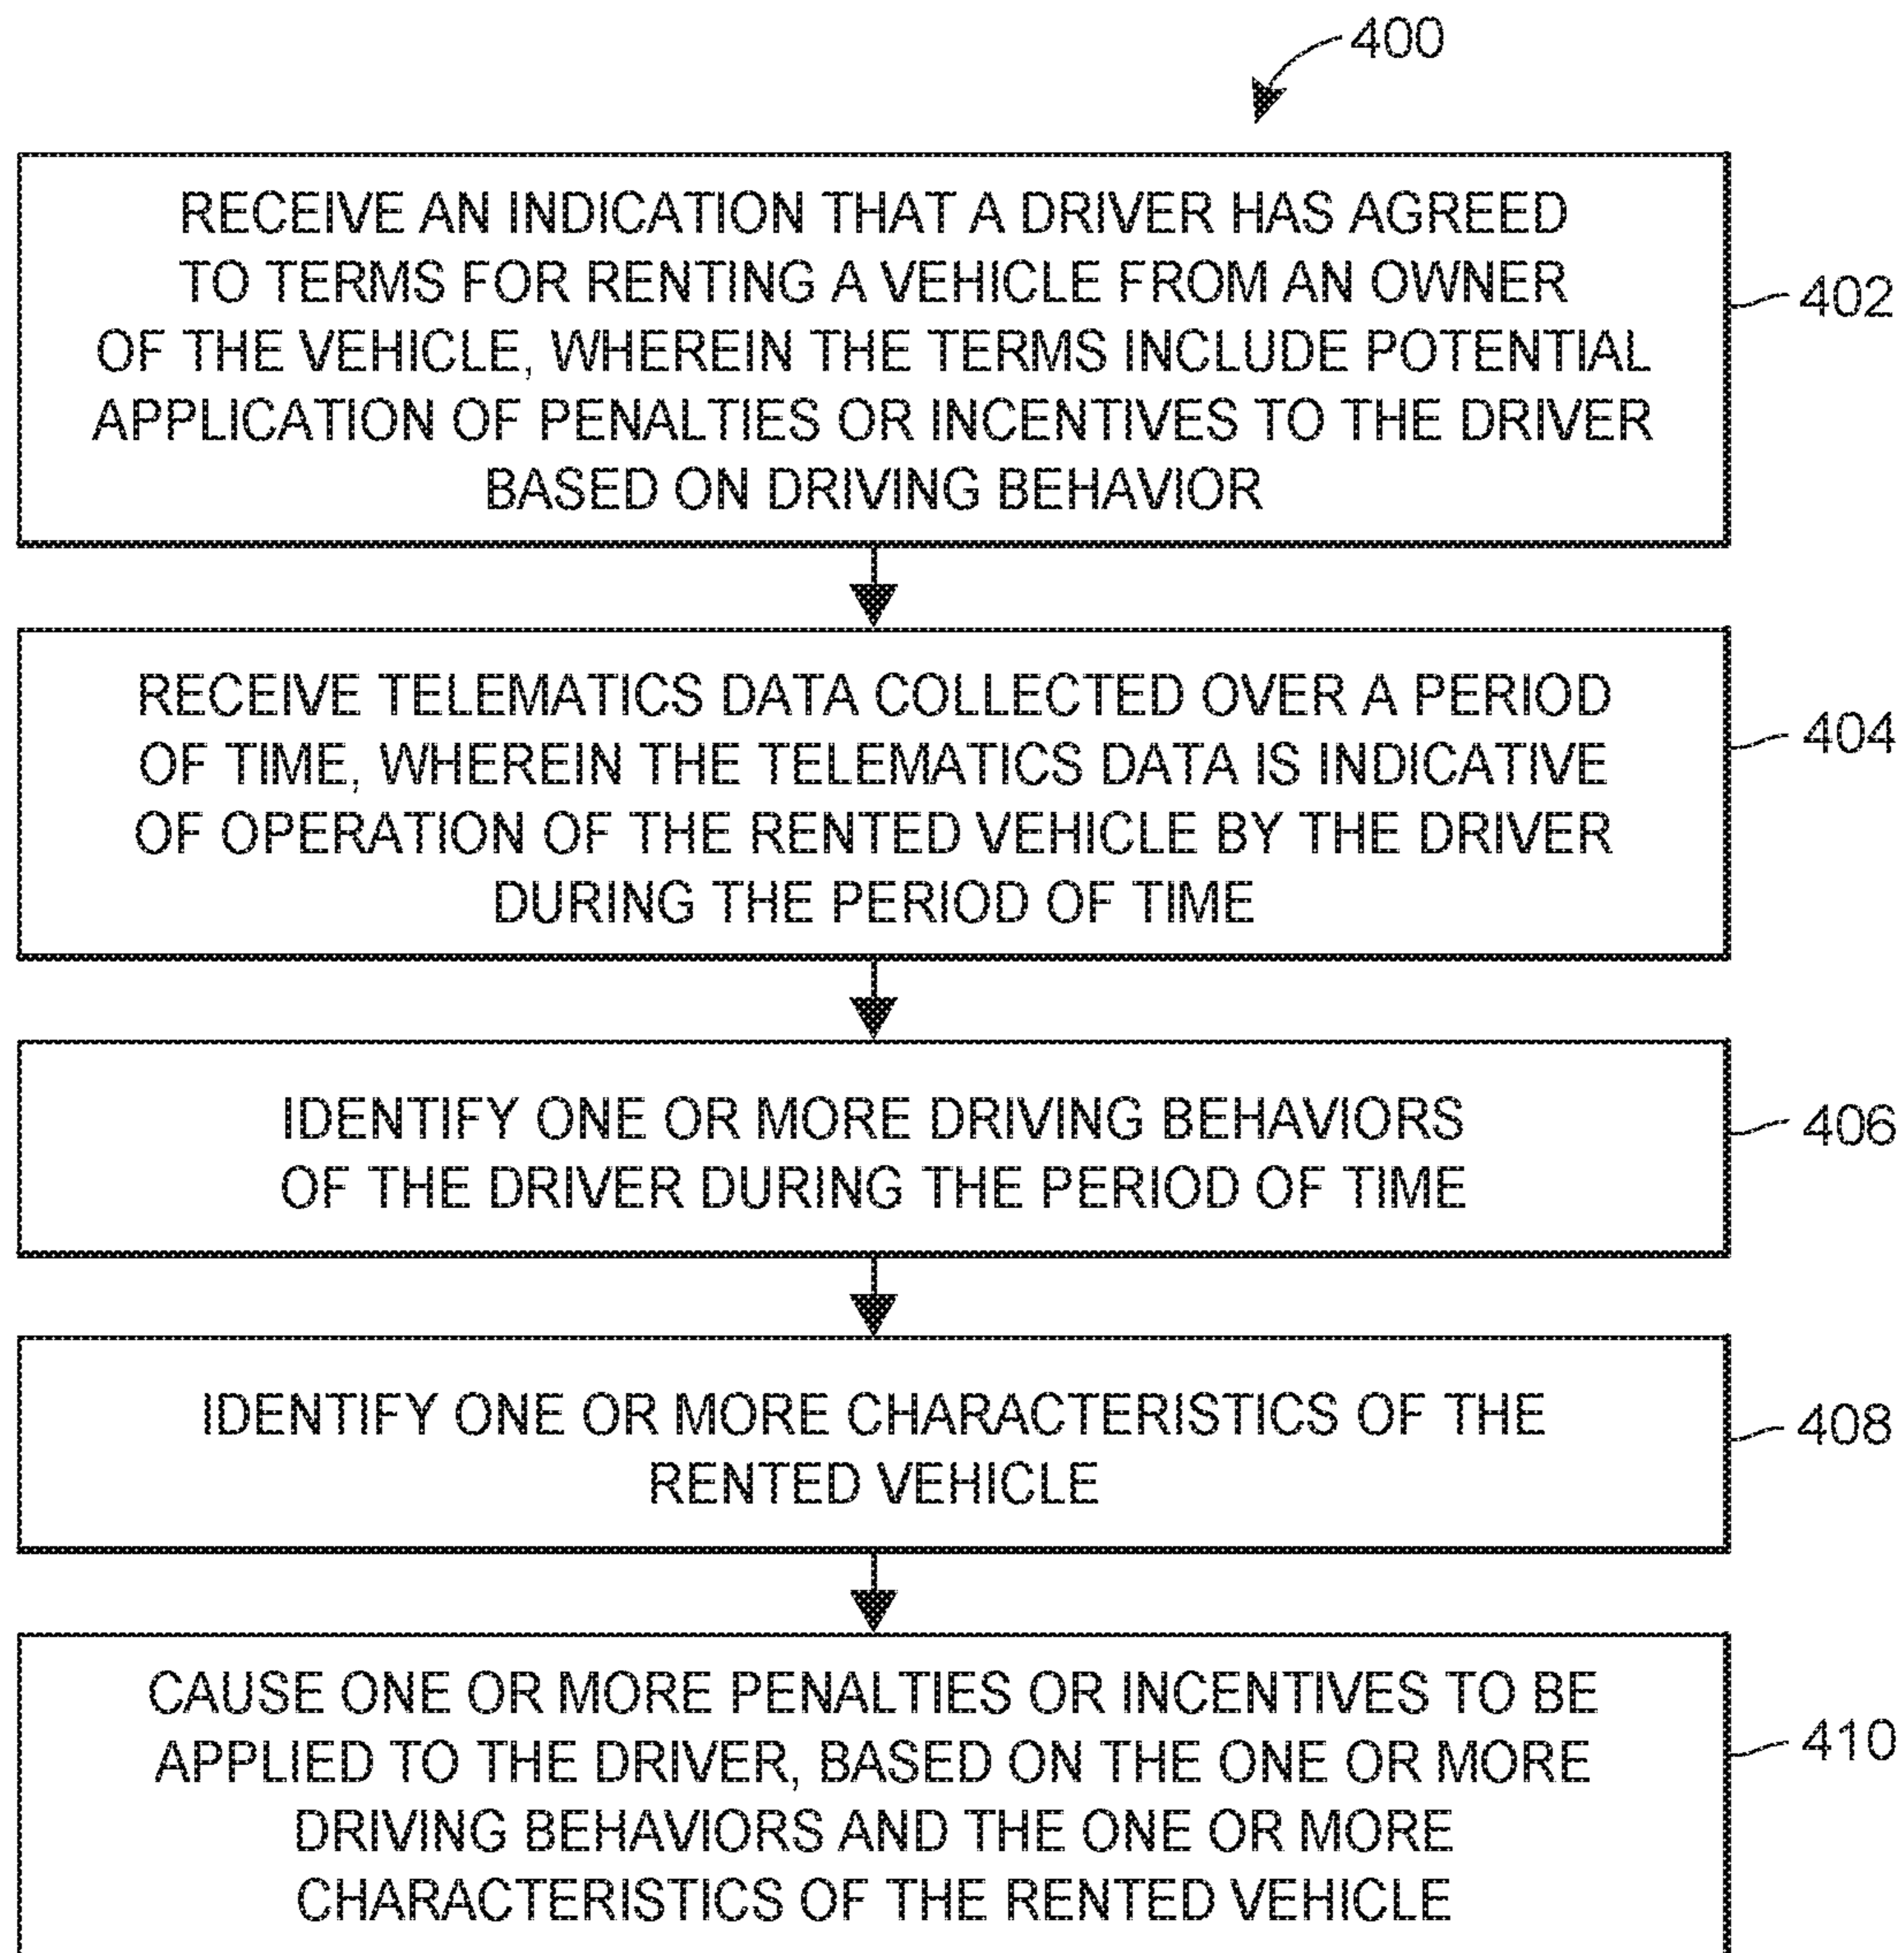 400
RECEIVE AN INDICATION THAT A DRIVER HAS AGREED
TO TERMS FOR RENTING A VEHICLE FROM AN OWNER
OF THE VEHICLE, WHEREIN THE TERMS INCLUDE POTENTIAL
APPLICATION OF PENALTIES OR INCENTIVES TO THE DRIVER
BASED ON DRIVING BEHAVIOR
402
RECEIVE TELEMATICS DATA COLLECTED OVER A PERIOD
OF TIME, WHEREIN THE TELEMATICS DATA IS INDICATIVE
OF OPERATION OF THE RENTED VEHICLE BY THE DRIVER
DURING THE PERIOD OF TIME
404
IDENTIFY ONE OR MORE DRIVING BEHAVIORS
OF THE DRIVER DURING THE PERIOD OF TIME
406
IDENTIFY ONE OR MORE CHARACTERISTICS OF THE
RENTED VEHICLE
408
CAUSE ONE OR MORE PENALTIES OR INCENTIVES TO BE
APPLIED TO THE DRIVER, BASED ON THE ONE OR MORE
DRIVING BEHAVIORS AND THE ONE OR MORE
CHARACTERISTICS OF THE RENTED VEHICLE
410